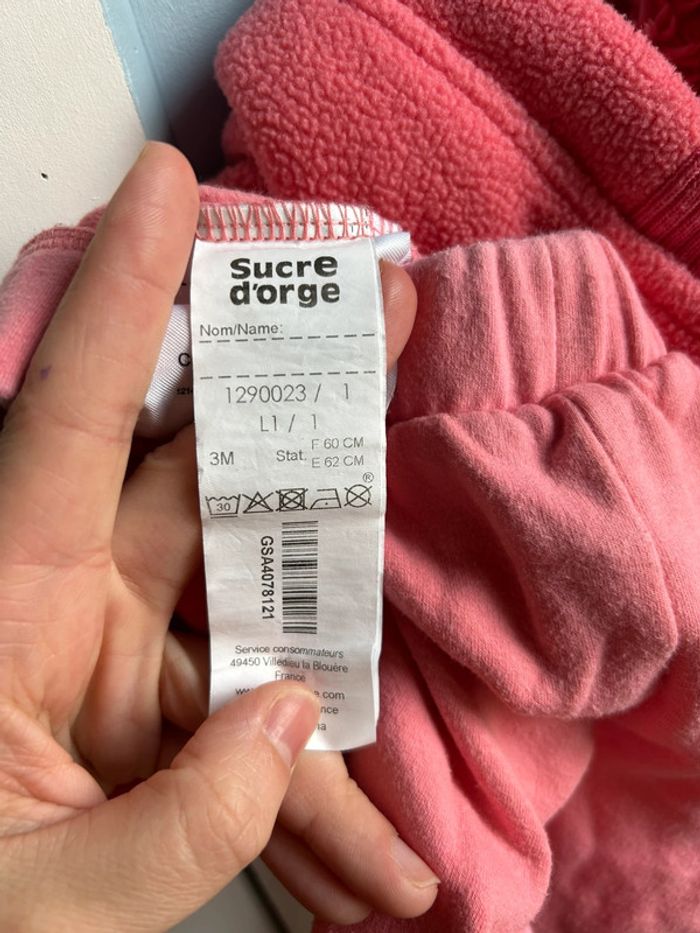 Sucre
d'orge
Nom/Name:
1290023 / 1
L1 / 1
3M Stat. F 60 CM
E 62 CM
®
30
GSA4078121
Service consommateurs
49450 Villedieu la Blouère
France